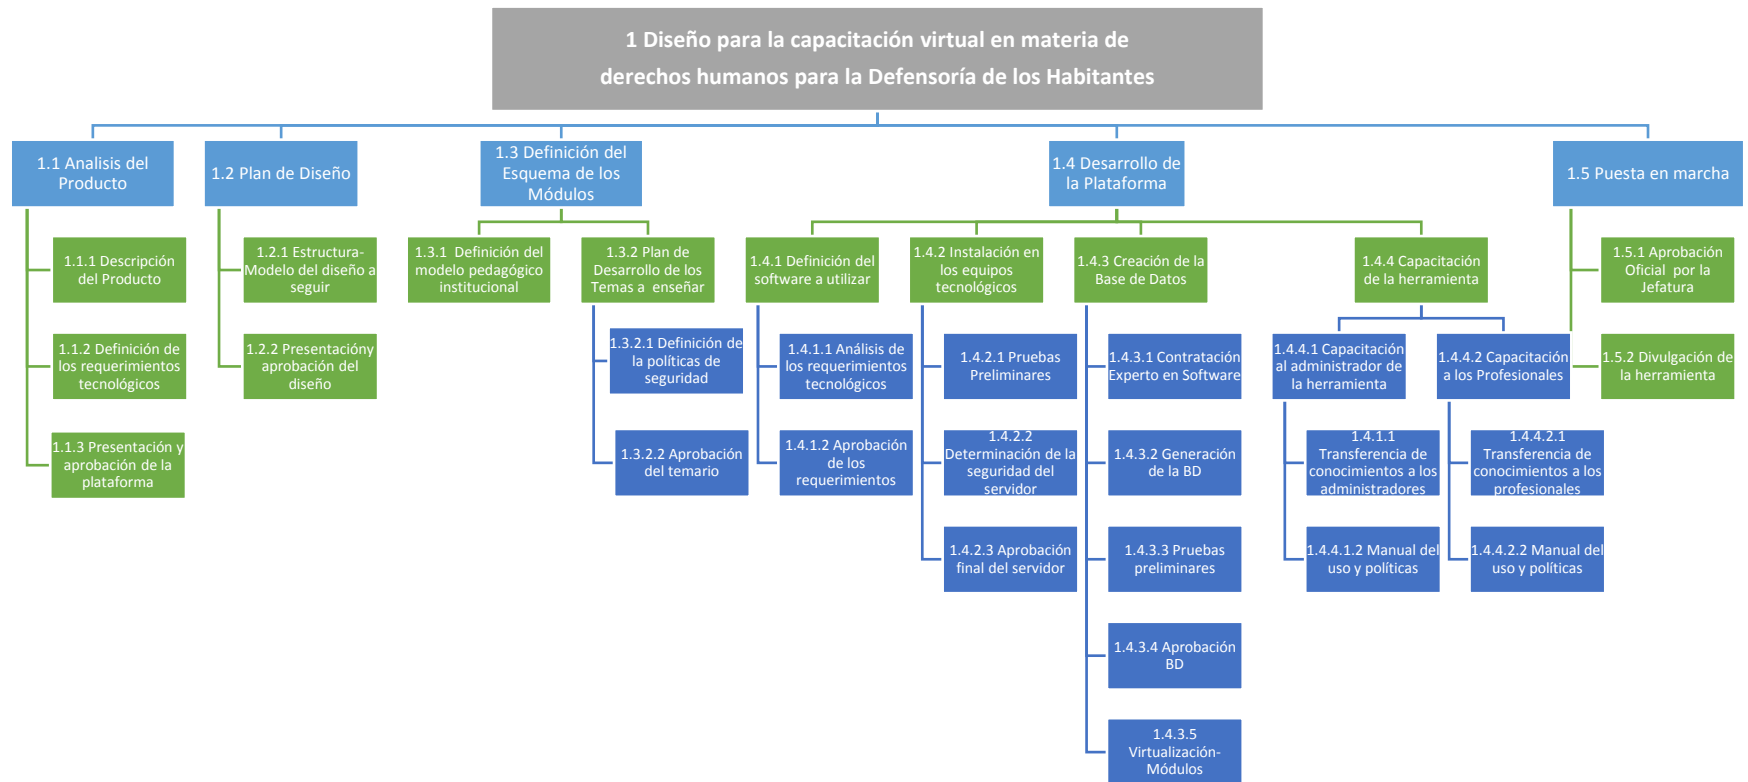 1 Diseño para la capacitación virtual en materia de
derechos humanos para la Defensoría de los Habitantes
1.1 Analisis del
Producto
1.2 Plan de Diseño
1.3 Definición del
Esquema de los
Módulos
1.4 Desarrollo de
la Plataforma
1.5 Puesta en marcha
1.1.1 Descripción
del Producto
1.1.2 Definición de
los requerimientos
tecnológicos
1.1.3 Presentación y
aprobación de la
plataforma
1.2.1 Estructura-
Modelo del diseño a
seguir
1.2.2 Presentacióny
aprobación del
diseño
1.3.1 Definición del
modelo pedagógico
institucional
1.3.2 Plan de
Desarrollo de los
Temas a enseñar
1.3.2.1 Definición de
la políticas de
seguridad
1.3.2.2 Aprobación
del temario
1.4.1 Definición del
software a utilizar
1.4.1.1 Análisis de
los requerimientos
tecnológicos
1.4.1.2 Aprobación
de los
requerimientos
1.4.2 Instalación en
los equipos
tecnológicos
1.4.2.1 Pruebas
Preliminares
1.4.2.2
Determinación de la
seguridad del
servidor
1.4.2.3 Aprobación
final del servidor
1.4.3 Creación de la
Base de Datos
1.4.3.1 Contratación
Experto en Software
1.4.3.2 Generación
de la BD
1.4.3.3 Pruebas
preliminares
1.4.3.4 Aprobación
BD
1.4.3.5
Virtualización-
Módulos
1.4.4 Capacitación
de la herramienta
1.4.4.1 Capacitación
al administrador de
la herramienta
1.4.1.1
Transferencia de
conocimientos a los
administradores
1.4.4.1.2 Manual del
uso y políticas
1.4.4.2 Capacitación
a los Profesionales
1.4.4.2.1
Transferencia de
conocimientos a los
profesionales
1.4.4.2.2 Manual del
uso y políticas
1.5.1 Aprobación
Oficial por la
Jefatura
1.5.2 Divulgación de
la herramienta